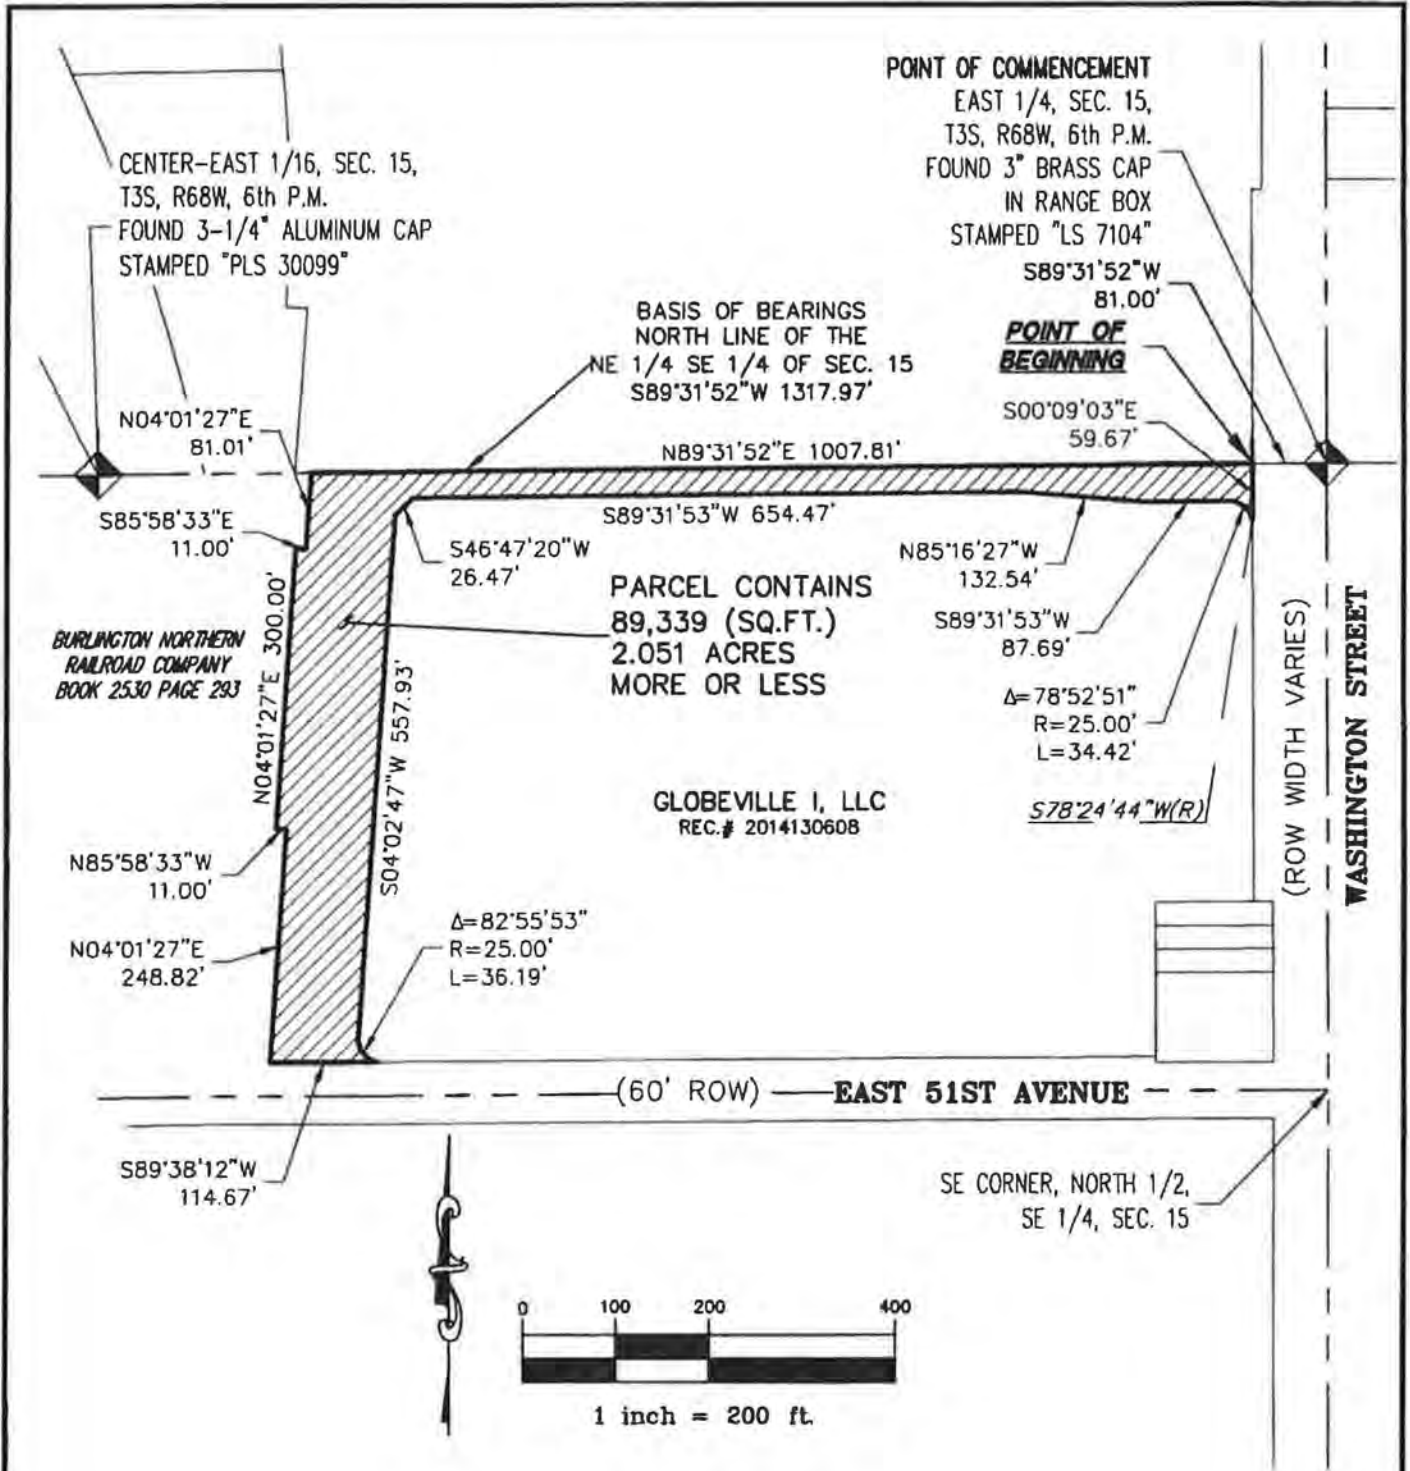 POINT OF COMMENCEMENT
EAST 1/4, SEC. 15,
T3S, R68W, 6th P.M.
FOUND 3" BRASS CAP
IN RANGE BOX
STAMPED "LS 7104"
CENTER-EAST 1/16, SEC. 15,
T3S, R68W, 6th P.M.
FOUND 3-1/4" ALUMINUM CAP
STAMPED "PLS 30099"
S89°31'52"W
81.00'
BASIS OF BEARINGS
NORTH LINE OF THE
NE 1/4 SE 1/4 OF SEC. 15
S89°31'52"W 1317.97'
POINT OF
BEGINNING
N04°01'27"E
81.01'
S00°09'03"E
59.67'
N89°31'52"E 1007.81'
S85°58'33"E
11.00'
S89°31'53"W 654.47'
S46°47'20"W
26.47'
N85°16'27"W
132.54'
PARCEL CONTAINS
89,339 (SQ.FT.)
2.051 ACRES
MORE OR LESS
S89°31'53"W
87.69'
BURLINGTON NORTHERN
RAILROAD COMPANY
BOOK 2530 PAGE 293
N04°01'27"E 300.00'
S04°02'47"W 557.93'
Δ=78°52'51"
R=25.00'
L=34.42'
(ROW WIDTH VARIES)
WASHINGTON STREET
GLOBEVILLE I, LLC
REC.# 2014130608
S78°24'44"W(R)
N85°58'33"W
11.00'
Δ=82°55'53"
R=25.00'
L=36.19'
N04°01'27"E
248.82'
(60' ROW) EAST 51ST AVENUE
S89°38'12"W
114.67'
SE CORNER, NORTH 1/2,
SE 1/4, SEC. 15
0 100 200 400
1 inch = 200 ft.